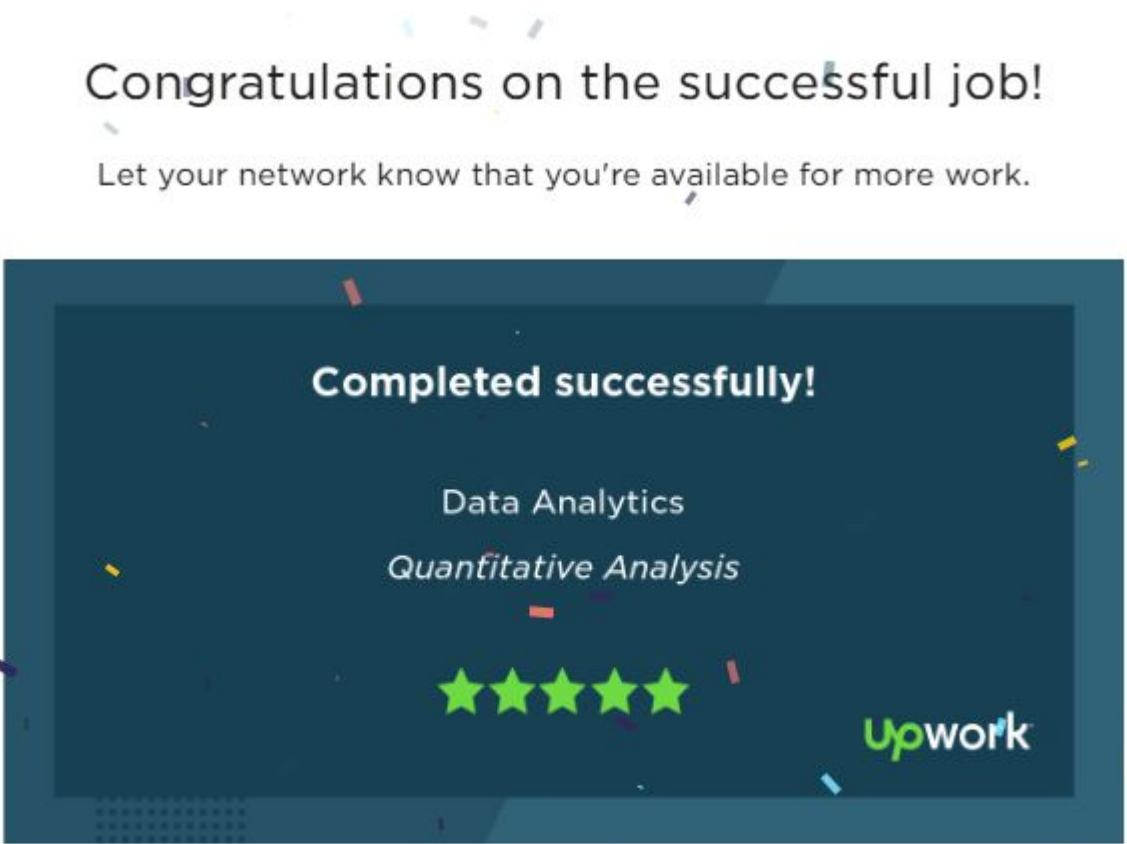 Congratulations on the successful job!
Let your network know that you're available for more work.
Completed successfully!
Data Analytics
Quantitative Analysis
upwork